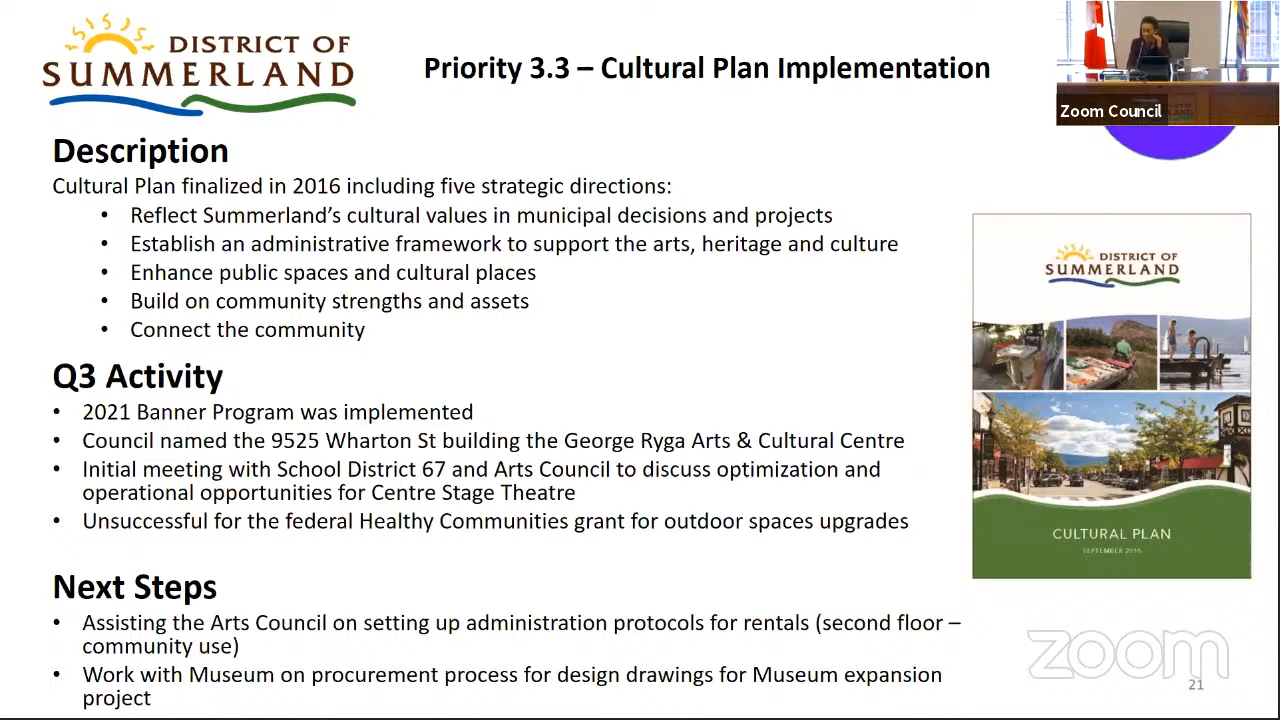 DISTRICT OF
SUMMERLAND
Priority 3.3 – Cultural Plan Implementation
Zoom Council
Description
Cultural Plan finalized in 2016 including five strategic directions:
• Reflect Summerland's cultural values in municipal decisions and projects
• Establish an administrative framework to support the arts, heritage and culture
• Enhance public spaces and cultural places
• Build on community strengths and assets
• Connect the community
Q3 Activity
• 2021 Banner Program was implemented
• Council named the 9525 Wharton St building the George Ryga Arts & Cultural Centre
• Initial meeting with School District 67 and Arts Council to discuss optimization and
operational opportunities for Centre Stage Theatre
• Unsuccessful for the federal Healthy Communities grant for outdoor spaces upgrades
Next Steps
• Assisting the Arts Council on setting up administration protocols for rentals (second floor –
community use)
• Work with Museum on procurement process for design drawings for Museum expansion
project
DISTRICT OF
SUMMERLAND
CULTURAL PLAN
SEPTEMBER 2016
zoom
21